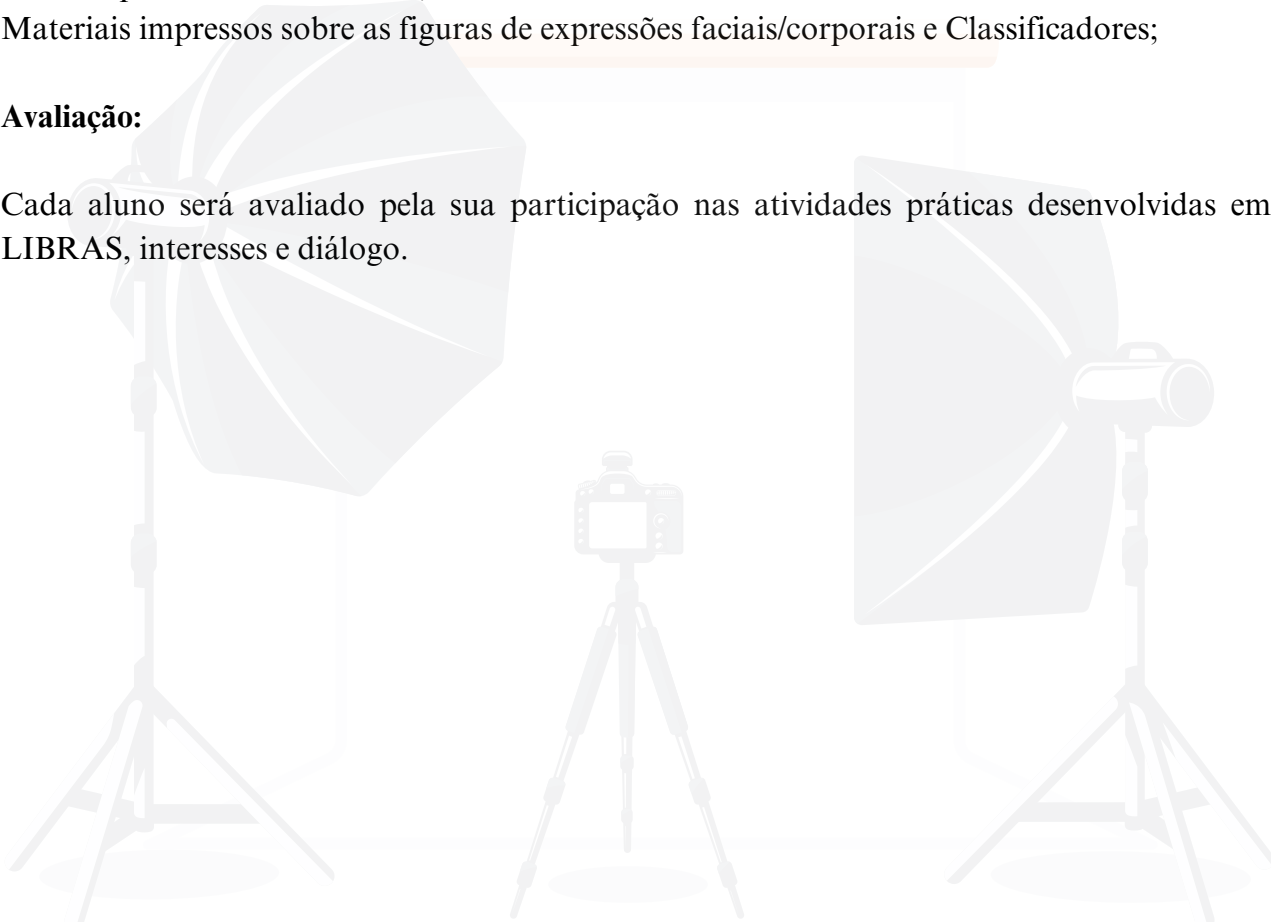 Materiais impressos sobre as figuras de expressões faciais/corporais e Classificadores;
Avaliação:
Cada aluno será avaliado pela sua participação nas atividades práticas desenvolvidas em
LIBRAS, interesses e diálogo.